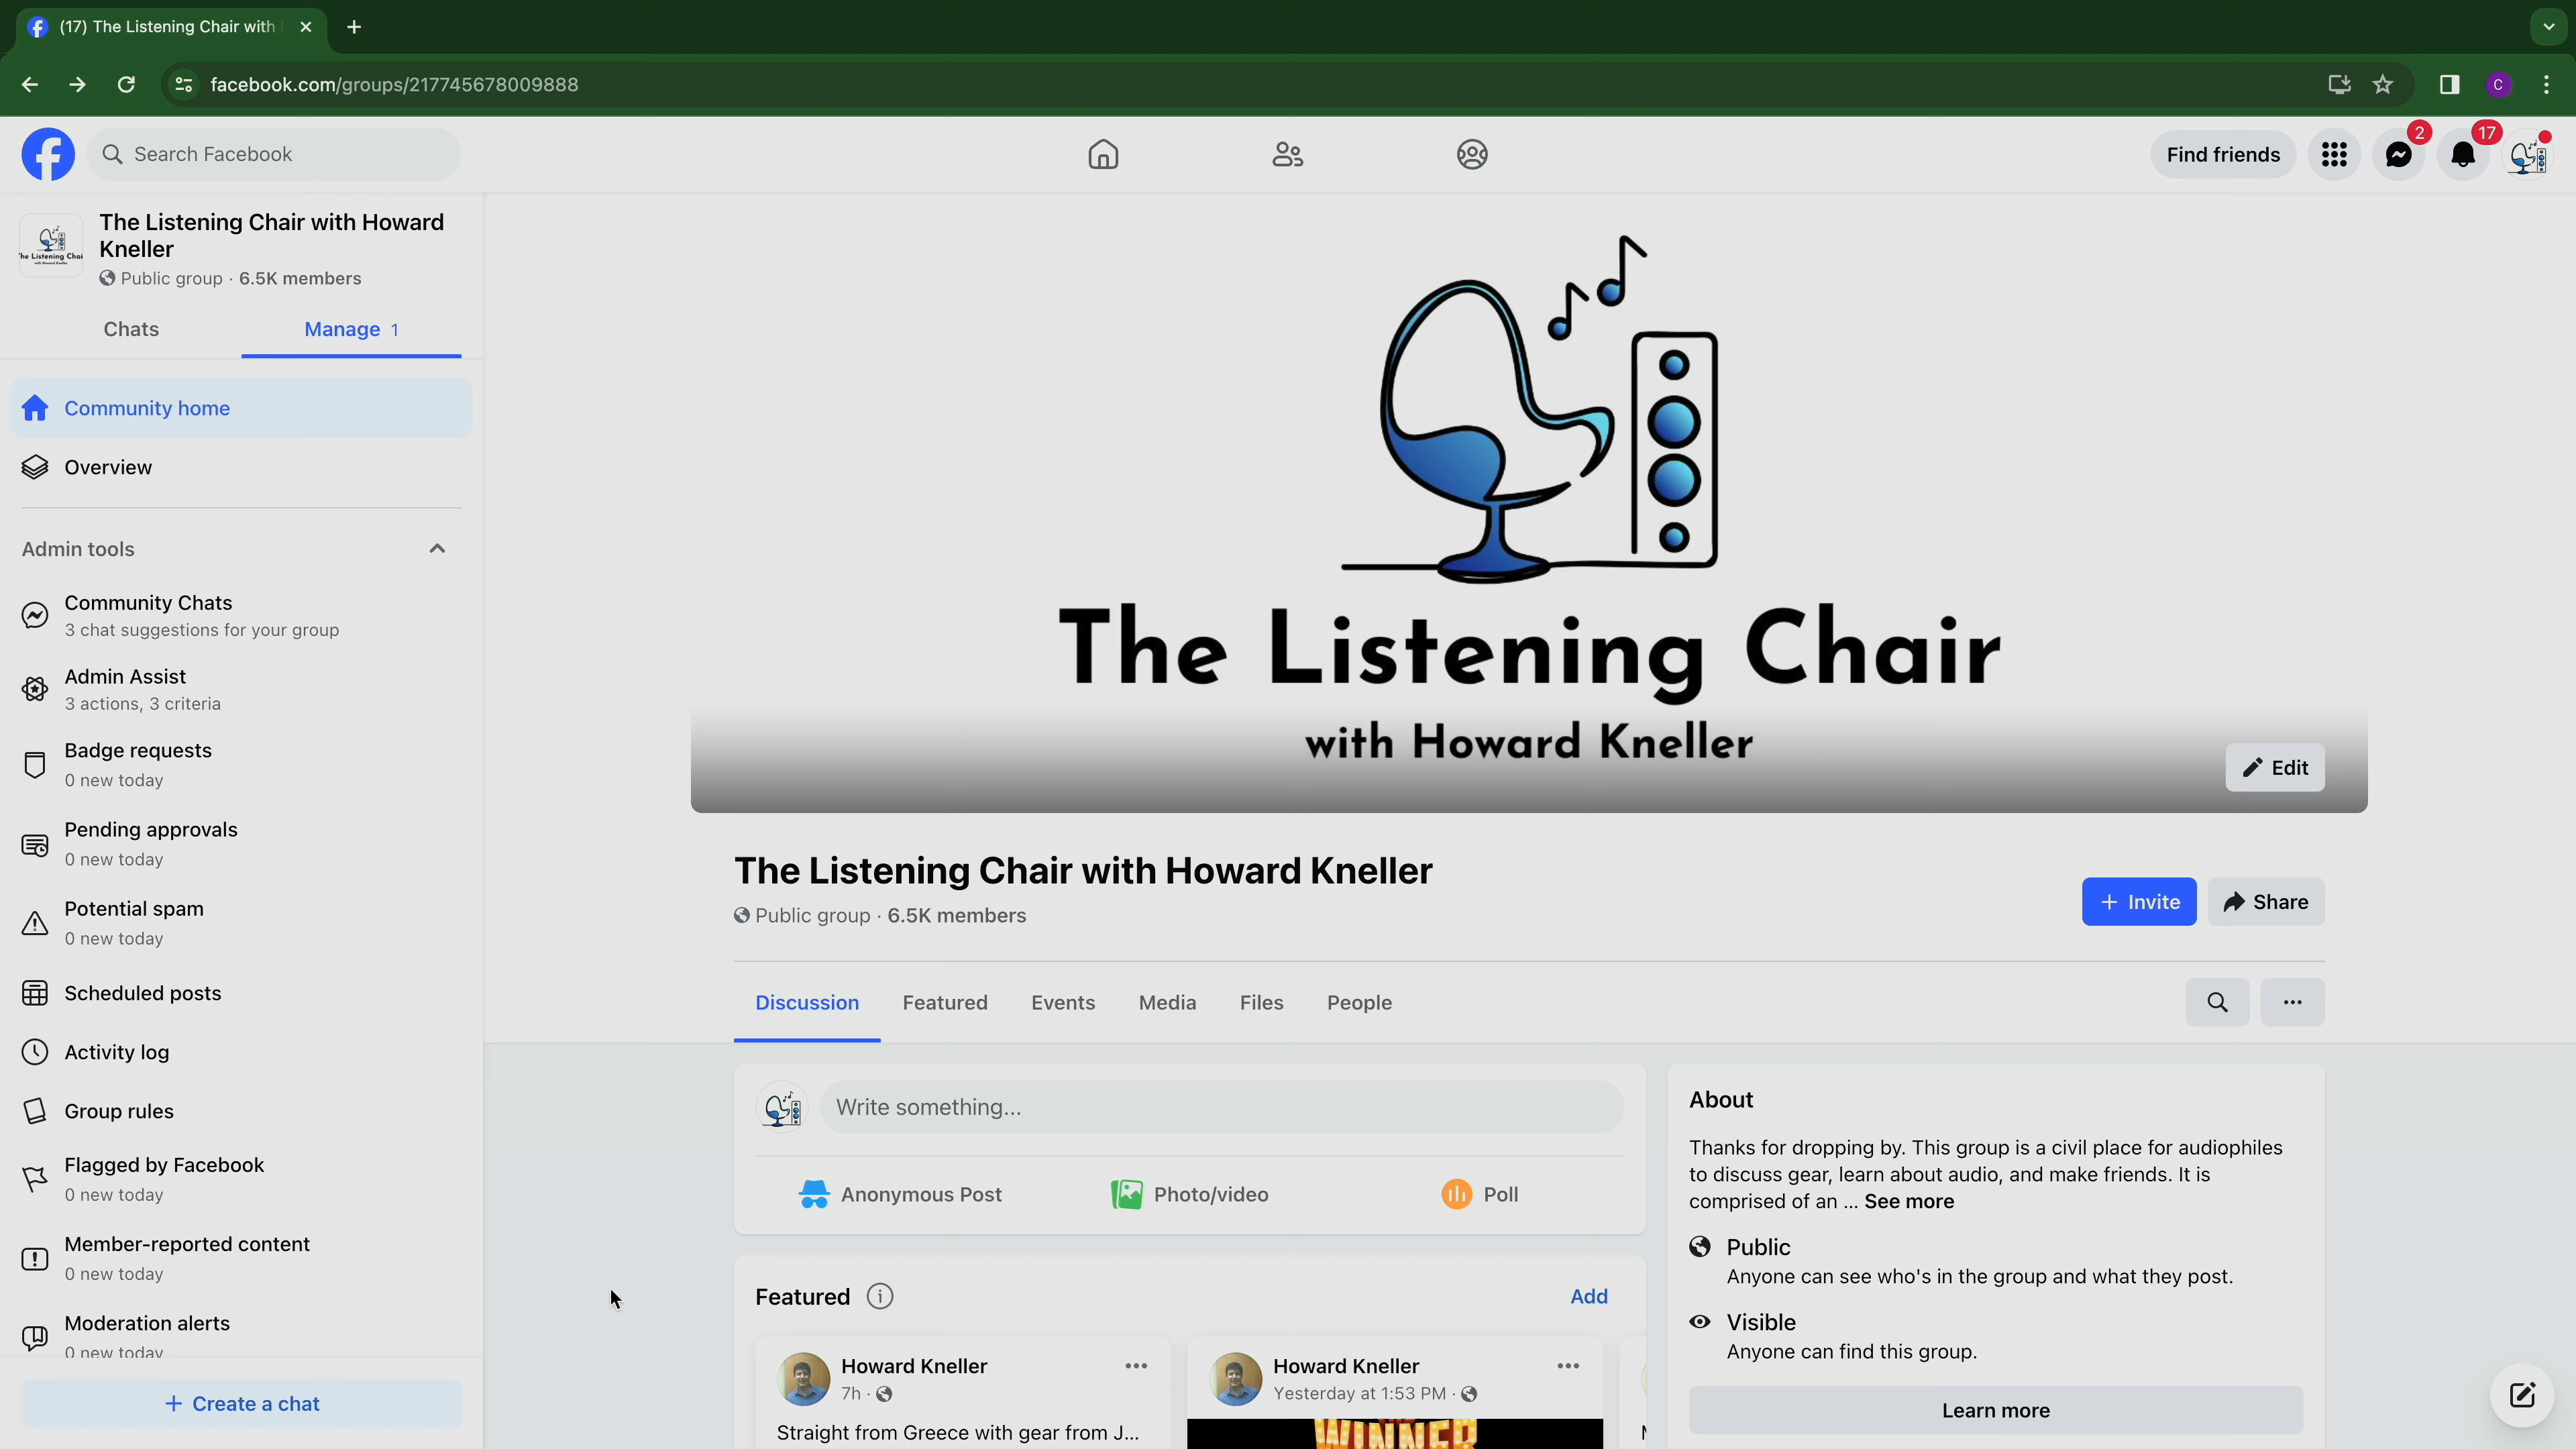 (17) The Listening Chair with
facebook.com/groups/217745678009888
C
Search Facebook
Find friends
2
17
The Listening Chair with Howard
Kneller
Public group · 6.5K members
Chats
Manage 1
Community home
Overview
Admin tools
Community Chats
3 chat suggestions for your group
Admin Assist
3 actions, 3 criteria
Badge requests
0 new today
Pending approvals
0 new today
Potential spam
0 new today
Scheduled posts
Activity log
Group rules
Flagged by Facebook
0 new today
Member-reported content
0 new today
Moderation alerts
0 new today
+ Create a chat
The Listening Chair
with Howard Kneller
Edit
The Listening Chair with Howard Kneller
Public group · 6.5K members
+ Invite
Share
Discussion
Featured
Events
Media
Files
People
Write something...
Anonymous Post
Photo/video
Poll
Featured
Add
Howard Kneller
7h ·
Straight from Greece with gear from J...
Howard Kneller
Yesterday at 1:53 PM ·
WINNER
About
Thanks for dropping by. This group is a civil place for audiophiles
to discuss gear, learn about audio, and make friends. It is
comprised of an ... See more
Public
Anyone can see who's in the group and what they post.
Visible
Anyone can find this group.
Learn more